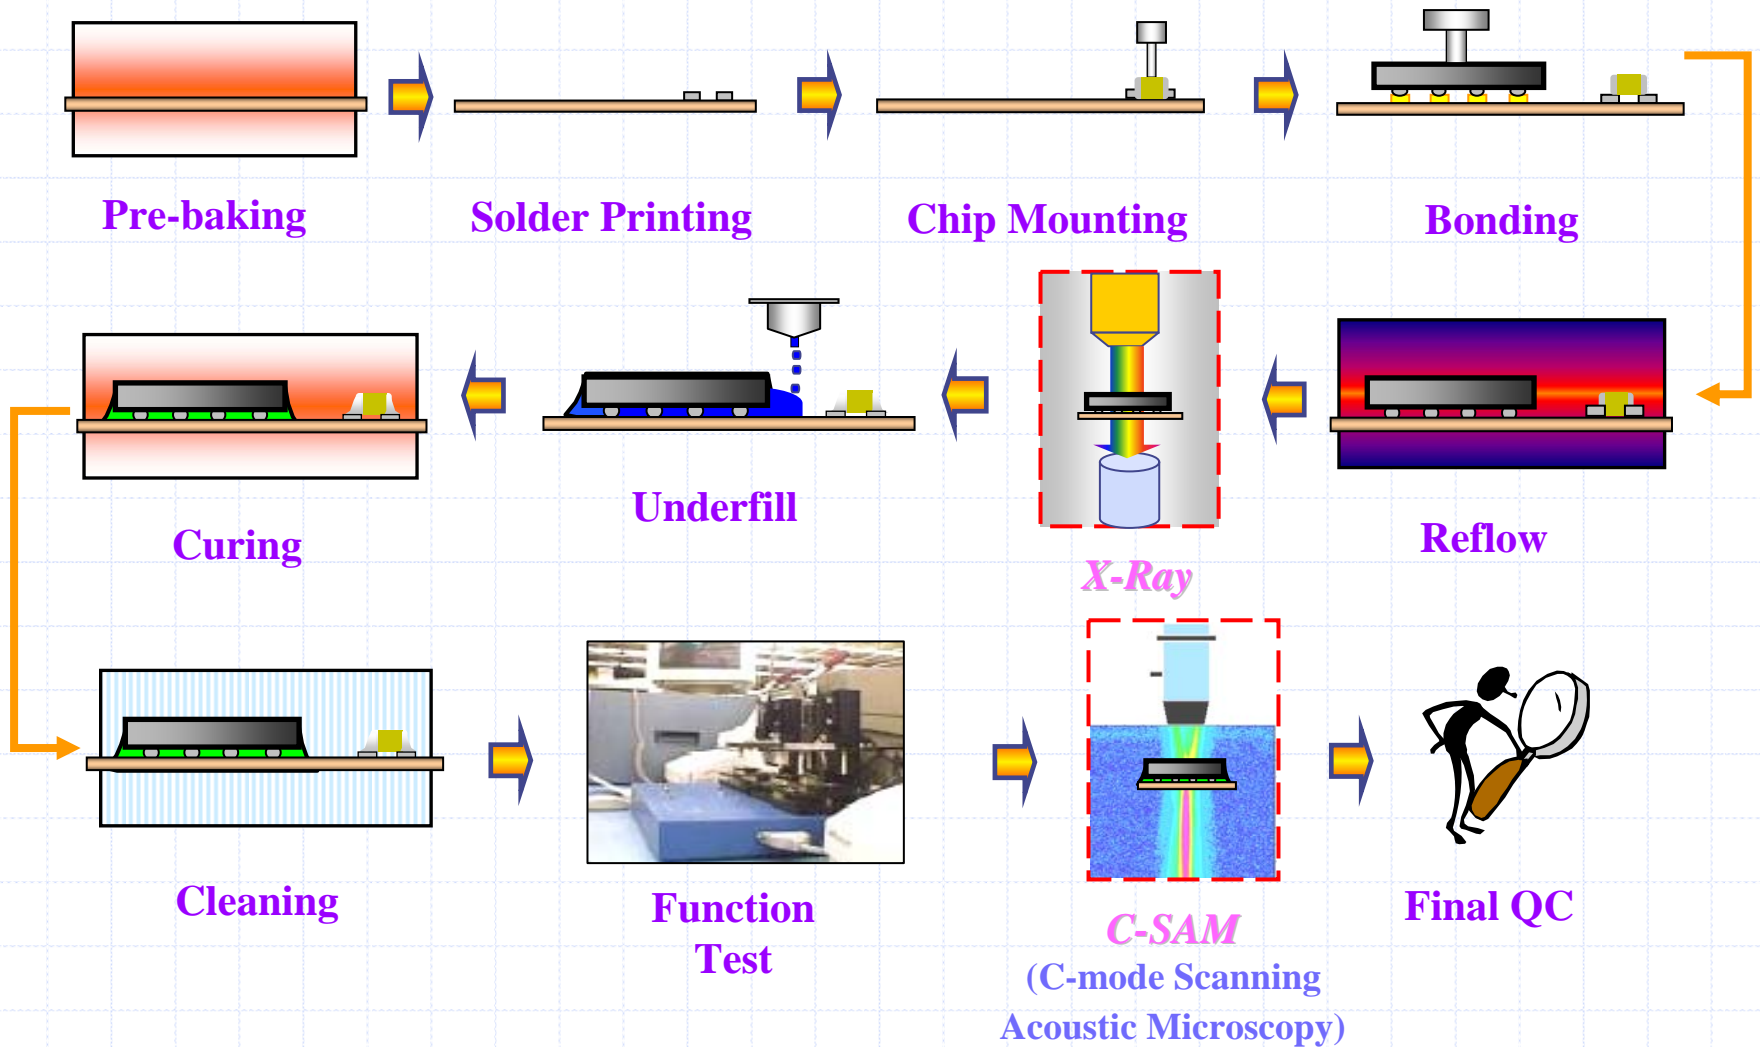 Pre-baking
Solder Printing
Chip Mounting
Bonding
Reflow
X-Ray
Underfill
Curing
Cleaning
Function
Test
C-SAM
(C-mode Scanning
Acoustic Microscopy)
Final QC